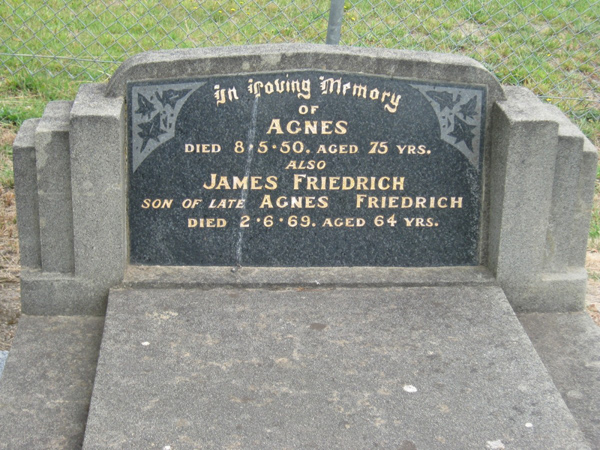 In Loving Memory
OF
AGNES
DIED 8·5·50. AGED 75 YRS.
ALSO
JAMES FRIEDRICH
SON OF LATE AGNES FRIEDRICH
DIED 2·6·69. AGED 64 YRS.